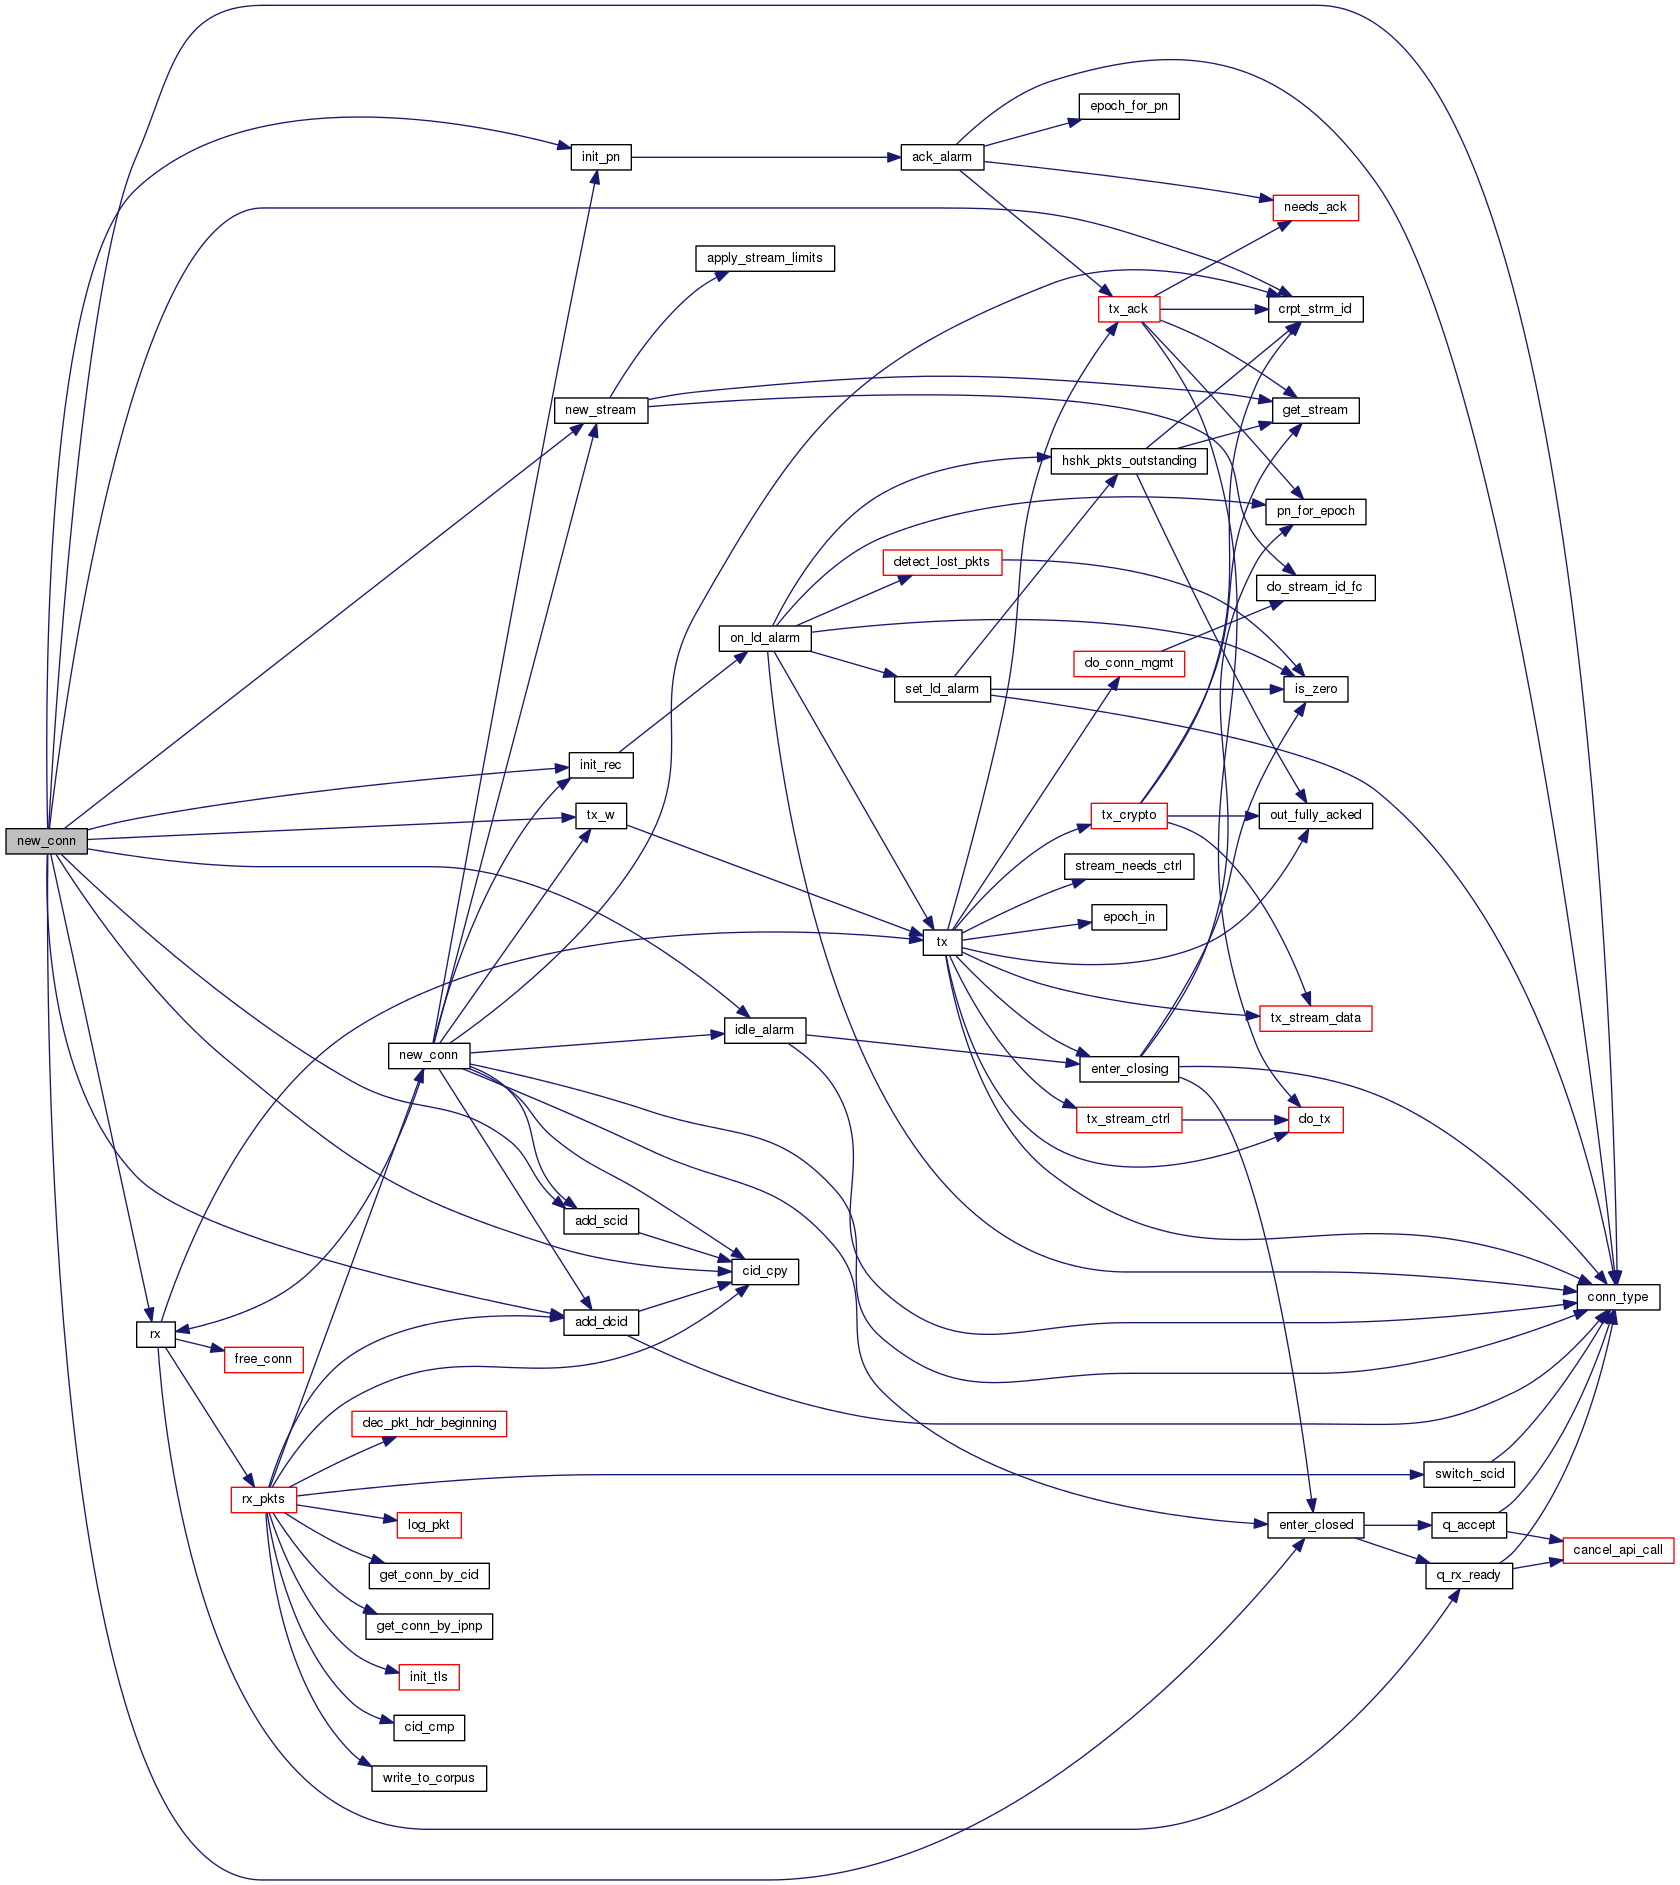 epoch_for_pn
init_pn
ack_alarm
needs_ack
apply_stream_limits
tx_ack
crpt_strm_id
new_stream
get_stream
hshk_pkts_outstanding
pn_for_epoch
detect_lost_pkts
do_stream_id_fc
on_ld_alarm
do_conn_mgmt
set_ld_alarm
is_zero
init_rec
tx_w
tx_crypto
out_fully_acked
new_conn
stream_needs_ctrl
epoch_in
tx
tx_stream_data
idle_alarm
new_conn
enter_closing
tx_stream_ctrl
do_tx
add_scid
cid_cpy
conn_type
add_dcid
rx
free_conn
dec_pkt_hdr_beginning
switch_scid
rx_pkts
log_pkt
enter_closed
q_accept
cancel_api_call
get_conn_by_cid
q_rx_ready
get_conn_by_ipnp
init_tls
cid_cmp
write_to_corpus